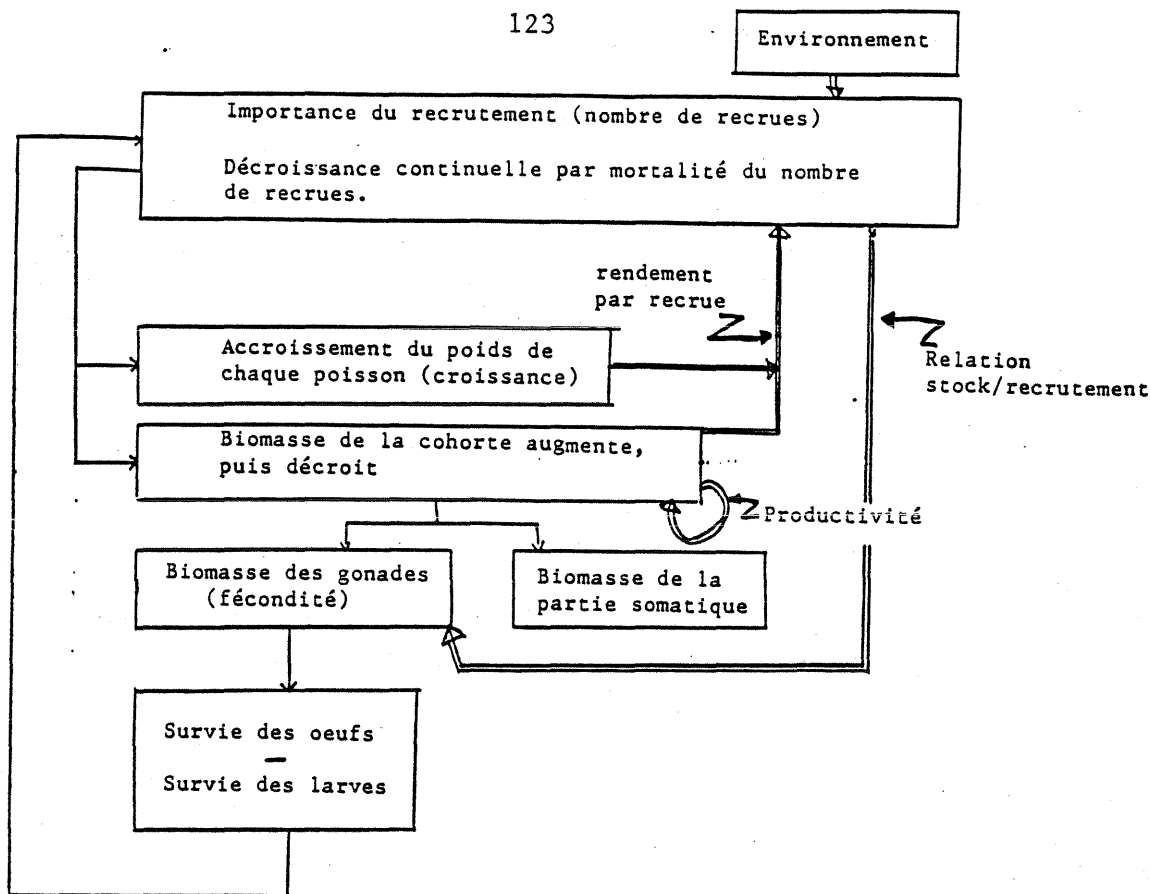 123
Environnement
Importance du recrutement (nombre de recrues)
Décroissance continuelle par mortalité du nombre
de recrues.
rendement
par recrue
Relation
stock/recrutement
Accroissement du poids de
chaque poisson (croissance)
Biomasse de la cohorte augmente,
puis décroit
Productivité
Biomasse des gonades
(fécondité)
Biomasse de la
partie somatique
Survie des oeufs
Survie des larves